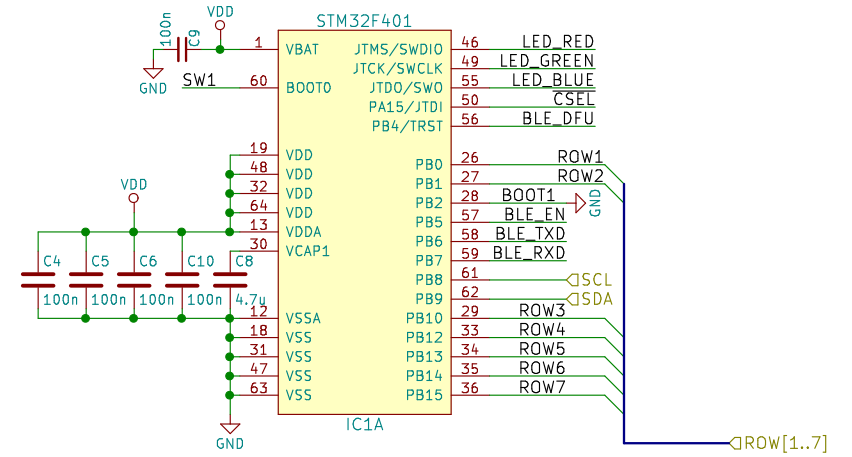 STM32F401
VDD
100n
C9
GND
1 VBAT
SW1 60 BOOT0
19 VDD
48 VDD
32 VDD
64 VDD
13 VDDA
30 VCAP1
VDD
C4 100n
C5 100n
C6 100n
C10 100n
C8 4.7u
12 VSSA
18 VSS
31 VSS
47 VSS
63 VSS
GND
JTMS/SWDIO 46 LED_RED
JTCK/SWCLK 49 LED_GREEN
JTDO/SWO 55 LED_BLUE
PA15/JTDI 50 CSEL
PB4/TRST 56 BLE_DFU
PB0 26 ROW1
PB1 27 ROW2
PB2 28 BOOT1 GND
PB5 57 BLE_EN
PB6 58 BLE_TXD
PB7 59 BLE_RXD
PB8 61 SCL
PB9 62 SDA
PB10 29 ROW3
PB12 33 ROW4
PB13 34 ROW5
PB14 35 ROW6
PB15 36 ROW7
IC1A
ROW[1..7]